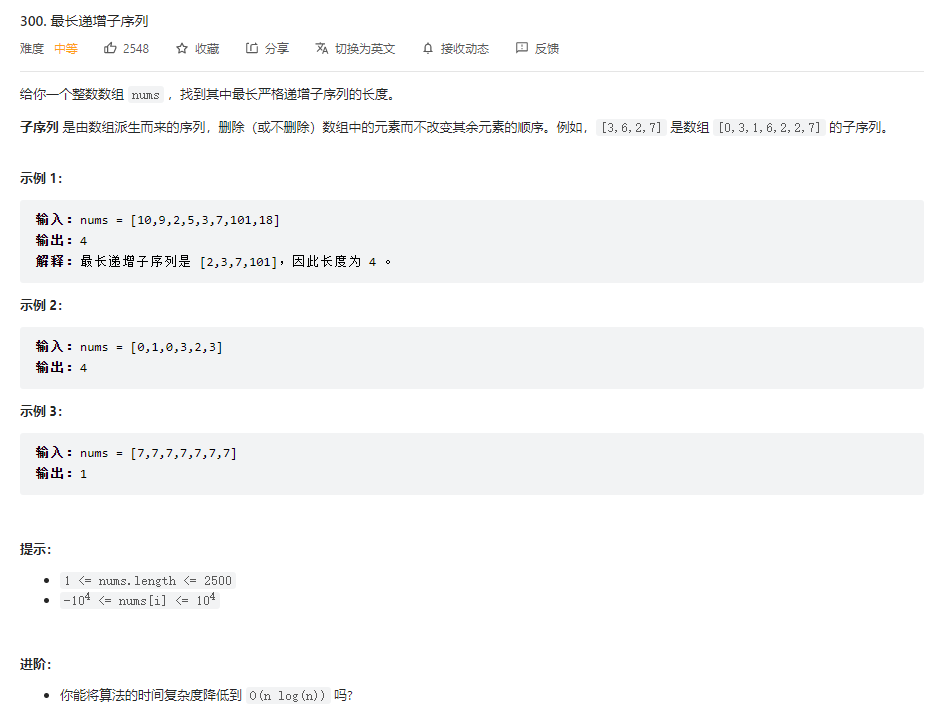 300. 最长递增子序列
难度 中等 2548 收藏 分享 切换为英文 接收动态 反馈
给你一个整数数组 nums ，找到其中最长严格递增子序列的长度。
子序列 是由数组派生而来的序列，删除（或不删除）数组中的元素而不改变其余元素的顺序。例如，[3,6,2,7] 是数组 [0,3,1,6,2,2,7] 的子序列。
示例 1：
输入：nums = [10,9,2,5,3,7,101,18]
输出：4
解释：最长递增子序列是 [2,3,7,101]，因此长度为 4 。
示例 2：
输入：nums = [0,1,0,3,2,3]
输出：4
示例 3：
输入：nums = [7,7,7,7,7,7,7]
输出：1
提示：
1 <= nums.length <= 2500
-10⁴ <= nums[i] <= 10⁴
进阶：
你能将算法的时间复杂度降低到 O(n log(n)) 吗?